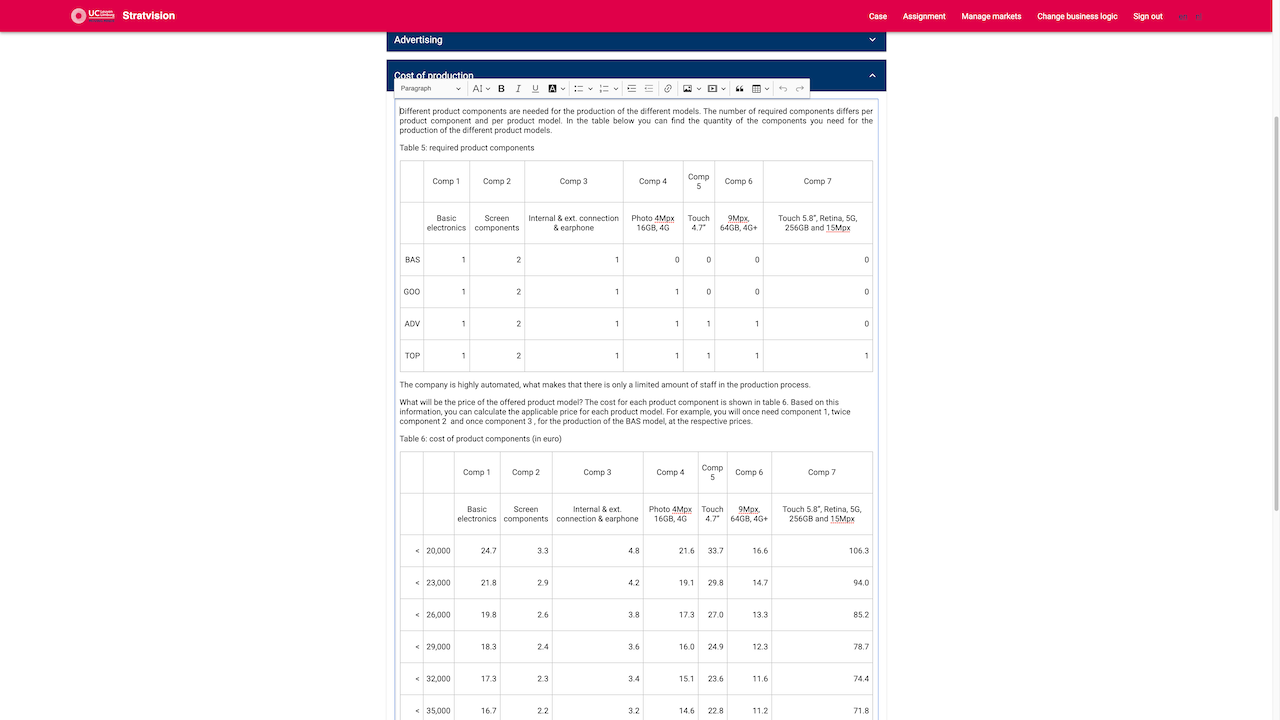 UC Stratvision Case Assignment Manage markets Change business logic Sign out
Advertising
Cost of production
Paragraph
Different product components are needed for the production of the different models. The number of required components differs per
product component and per product model. In the table below you can find the quantity of the components you need for the
production of the different product models.
Table 5: required product components
Comp 1 Comp 2 Comp 3 Comp 4 Comp 5 Comp 6 Comp 7
Basic electronics Screen components Internal & ext. connection & earphone Photo 4Mpx 16GB, 4G Touch 4.7" 9Mpx, 64GB, 4G+ Touch 5.8", Retina, 5G, 256GB and 15Mpx
BAS 1 2 1 0 0 0 0
GOO 1 2 1 1 0 0 0
ADV 1 2 1 1 1 1 0
TOP 1 2 1 1 1 1 1
The company is highly automated, what makes that there is only a limited amount of staff in the production process.
What will be the price of the offered product model? The cost for each product component is shown in table 6. Based on this
information, you can calculate the applicable price for each product model. For example, you will once need component 1, twice
component 2 and once component 3 , for the production of the BAS model, at the respective prices.
Table 6: cost of product components (in euro)
Comp 1 Comp 2 Comp 3 Comp 4 Comp 5 Comp 6 Comp 7
Basic electronics Screen components Internal & ext. connection & earphone Photo 4Mpx 16GB, 4G Touch 4.7" 9Mpx, 64GB, 4G+ Touch 5.8", Retina, 5G, 256GB and 15Mpx
< 20,000 24.7 3.3 4.8 21.6 33.7 16.6 106.3
< 23,000 21.8 2.9 4.2 19.1 29.8 14.7 94.0
< 26,000 19.8 2.6 3.8 17.3 27.0 13.3 85.2
< 29,000 18.3 2.4 3.6 16.0 24.9 12.3 78.7
< 32,000 17.3 2.3 3.4 15.1 23.6 11.6 74.4
< 35,000 16.7 2.2 3.2 14.6 22.8 11.2 71.8